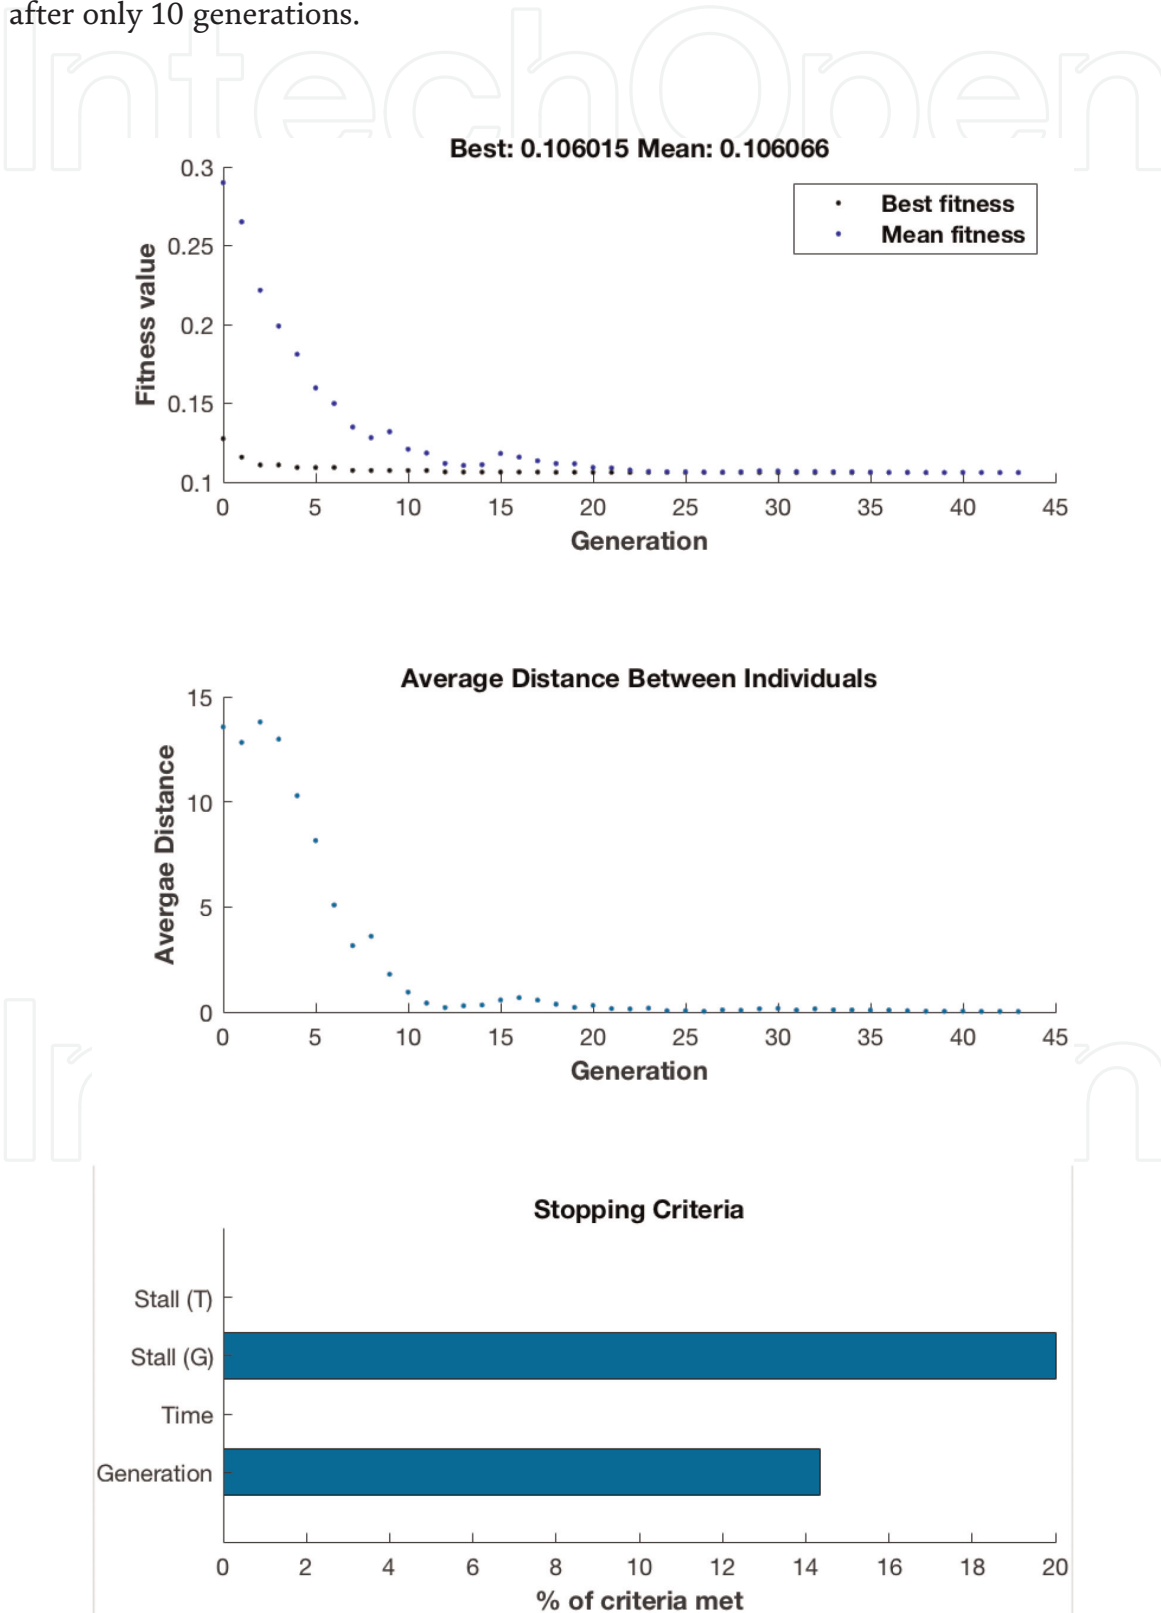 after only 10 generations.
IntechOpen
Best: 0.106015 Mean: 0.106066
0.3
0.25
0.2
0.15
0.1
Fitness value
Best fitness
Mean fitness
0 5 10 15 20 25 30 35 40 45
Generation
Average Distance Between Individuals
15
10
5
0
Avergae Distance
0 5 10 15 20 25 30 35 40 45
Generation
Stopping Criteria
Stall (T)
Stall (G)
Time
Generation
0 2 4 6 8 10 12 14 16 18 20
% of criteria met